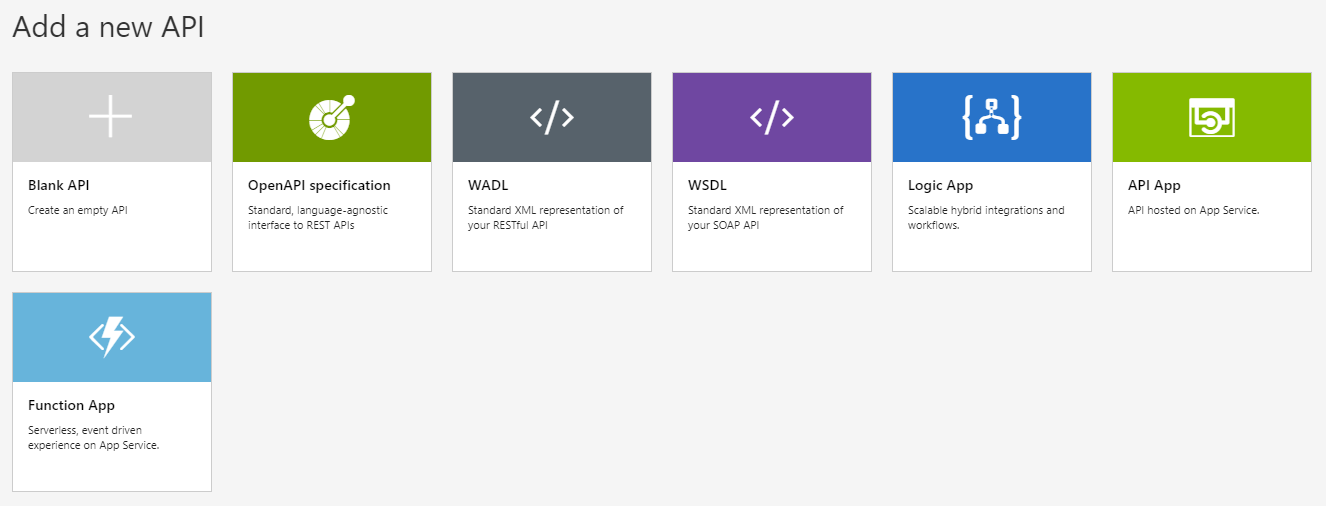 Add a new API
Blank API
Create an empty API
OpenAPI specification
Standard, language-agnostic
interface to REST APIs
WADL
Standard XML representation of
your RESTful API
WSDL
Standard XML representation of
your SOAP API
Logic App
Scalable hybrid integrations and
workflows.
API App
API hosted on App Service.
Function App
Serverless, event driven
experience on App Service.